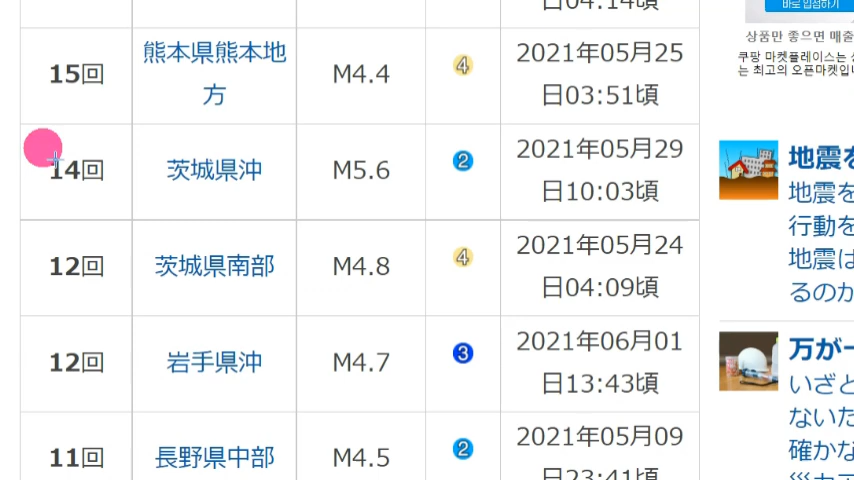 日04:14頃
15回 熊本県熊本地方 M4.4 4 2021年05月25日03:51頃
14回 茨城県沖 M5.6 2 2021年05月29日10:03頃
12回 茨城県南部 M4.8 4 2021年05月24日04:09頃
12回 岩手県沖 M4.7 3 2021年06月01日13:43頃
11回 長野県中部 M4.5 2 2021年05月09日23:41頃
바로 입점하기
상품만 좋으면 매출
쿠팡 마켓플레이스는
는 최고의 오픈마켓입니
地震を
地震を
行動を
地震は
るのか
万が一
いざと
ないた
確かな